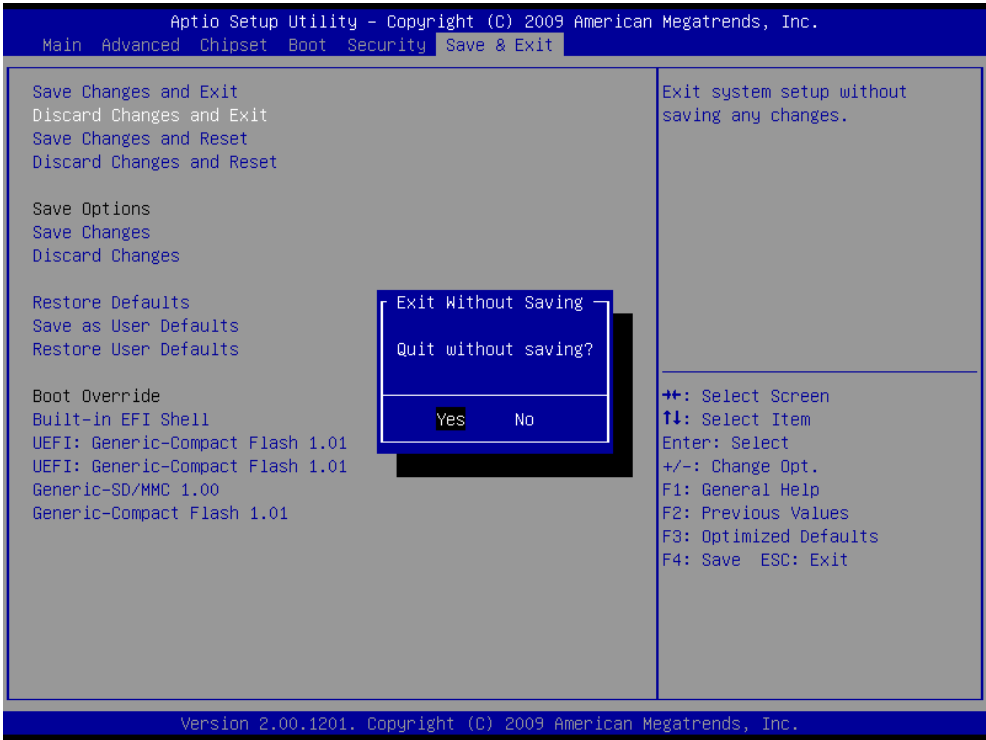 Aptio Setup Utility – Copyright (C) 2009 American Megatrends, Inc.
Main Advanced Chipset Boot Security Save & Exit
Save Changes and Exit
Discard Changes and Exit
Save Changes and Reset
Discard Changes and Reset
Save Options
Save Changes
Discard Changes
Restore Defaults
Save as User Defaults
Restore User Defaults
Boot Override
Built-in EFI Shell
UEFI: Generic-Compact Flash 1.01
UEFI: Generic-Compact Flash 1.01
Generic-SD/MMC 1.00
Generic-Compact Flash 1.01
Exit Without Saving
Quit without saving?
Yes No
Exit system setup without
saving any changes.
→←: Select Screen
↑↓: Select Item
Enter: Select
+/-: Change Opt.
F1: General Help
F2: Previous Values
F3: Optimized Defaults
F4: Save ESC: Exit
Version 2.00.1201. Copyright (C) 2009 American Megatrends, Inc.